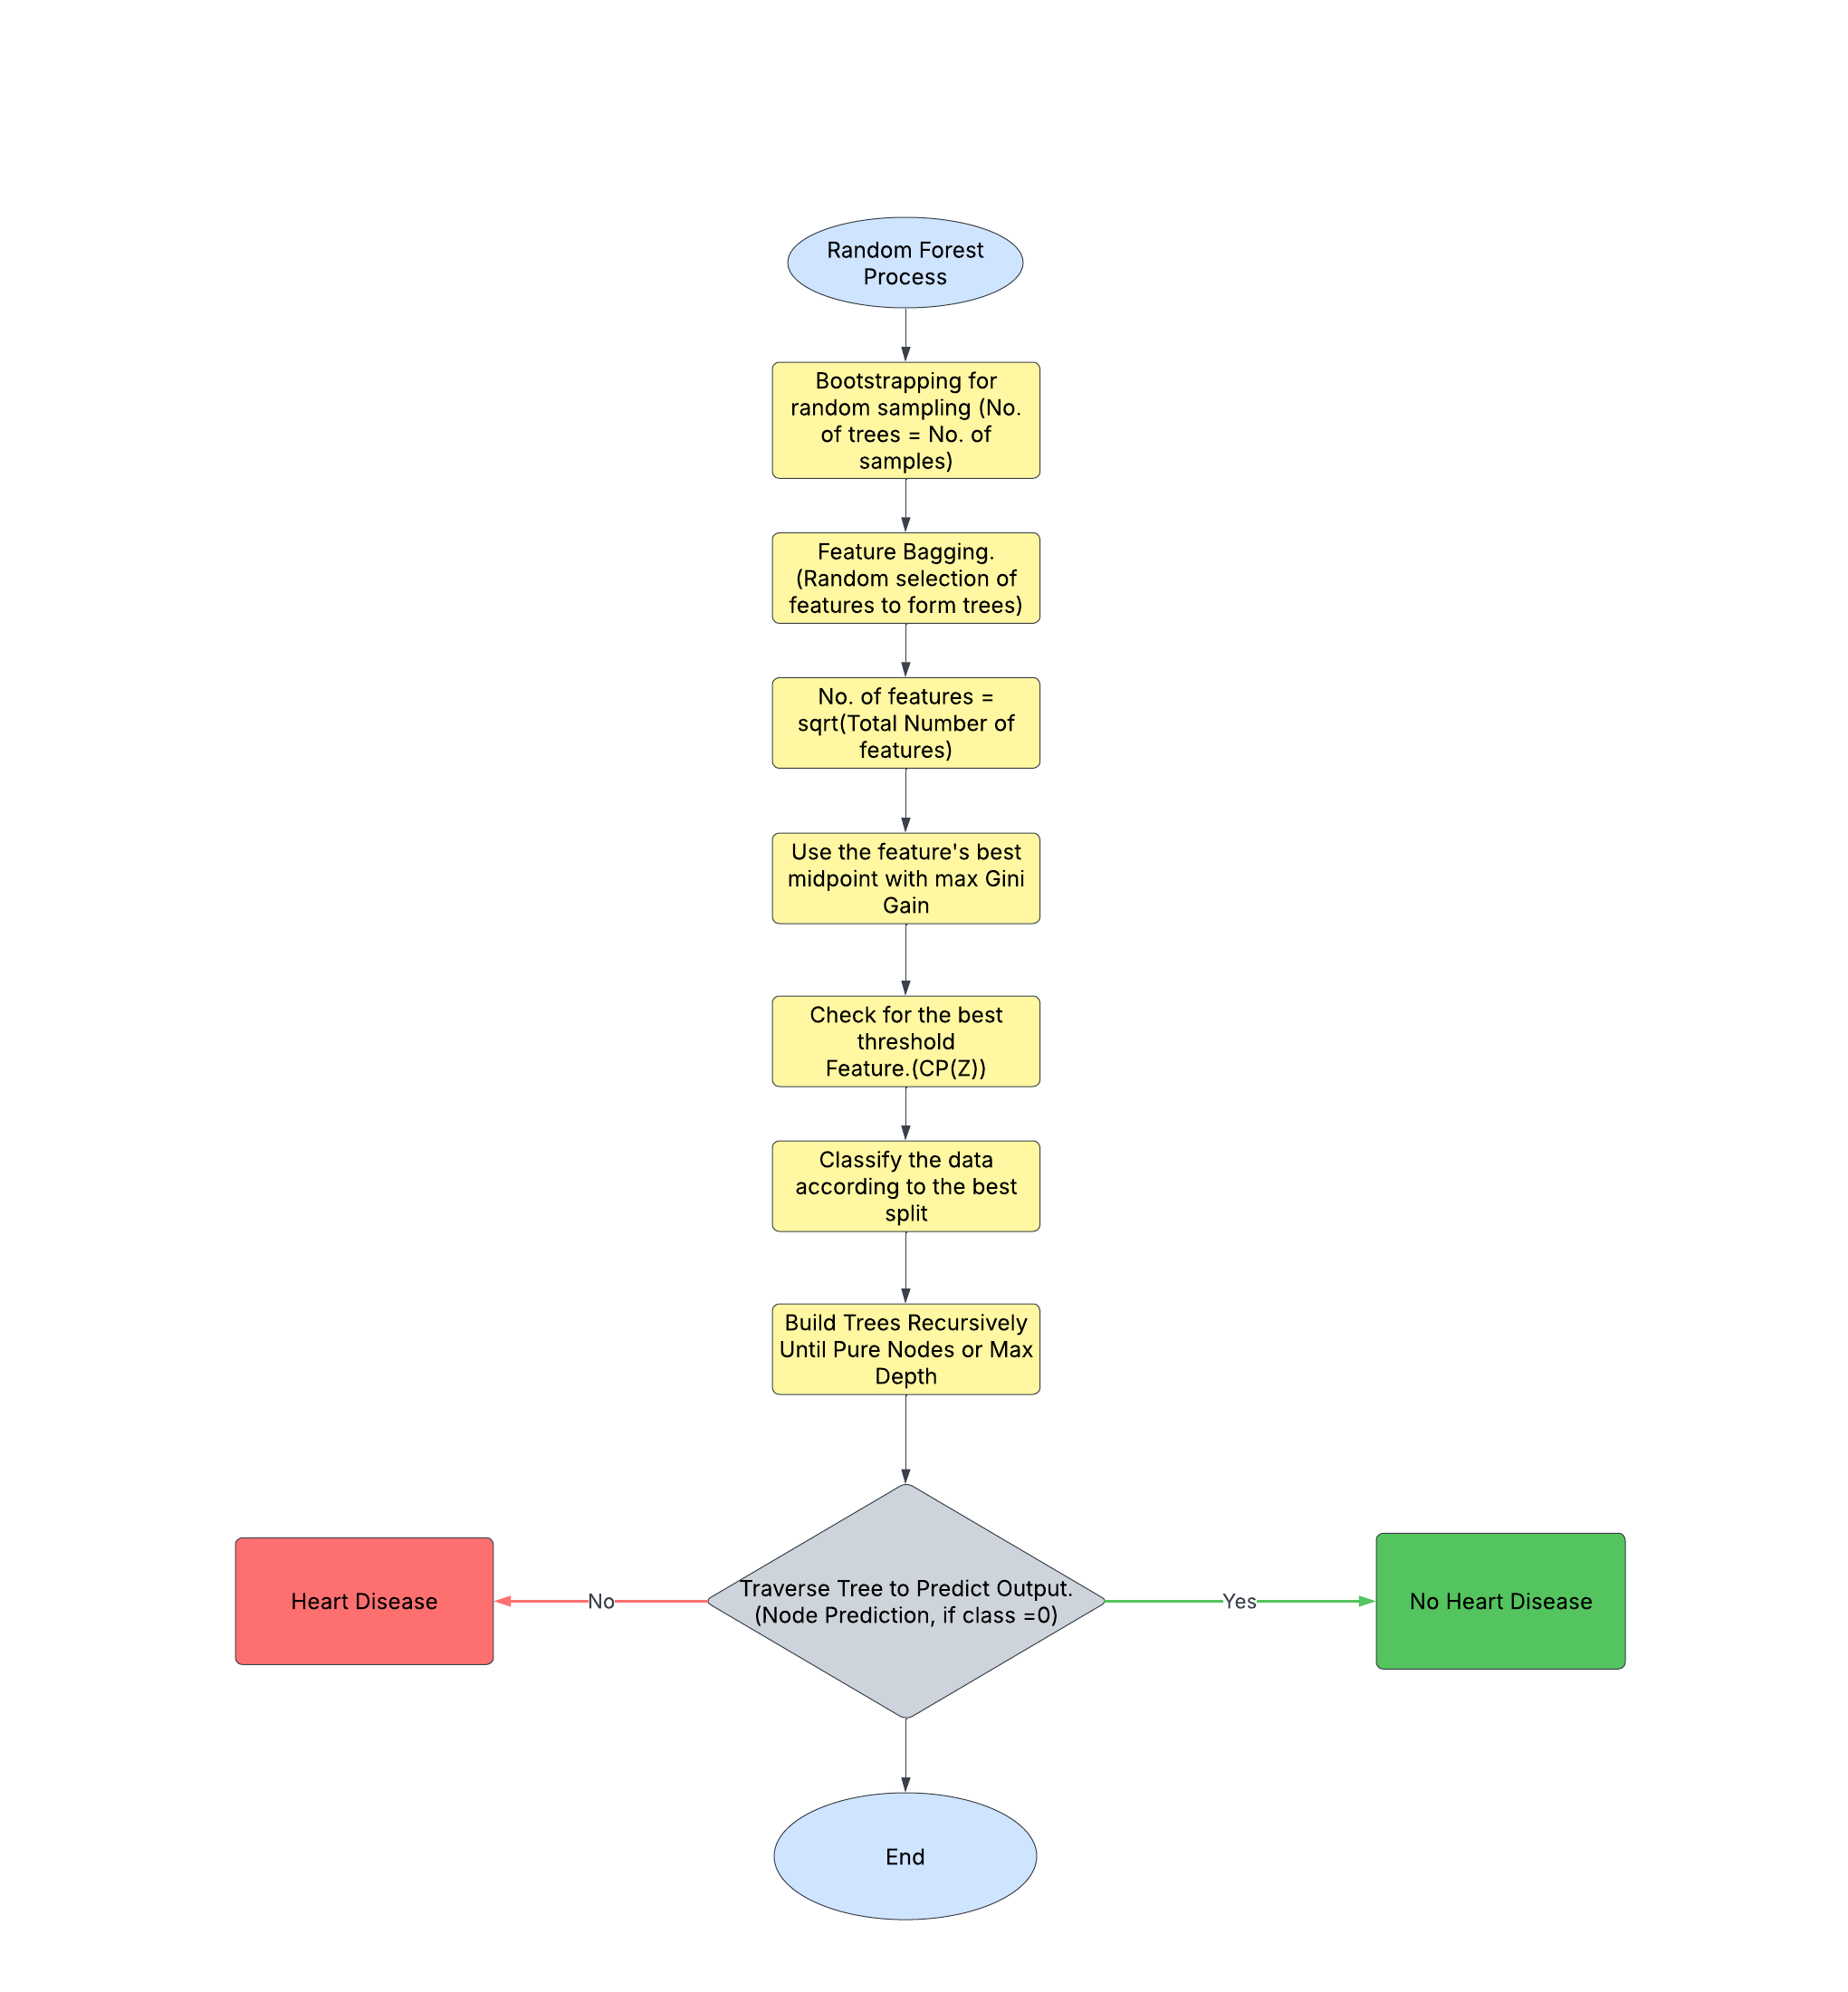 Random Forest
Process
Bootstrapping for
random sampling (No.
of trees = No. of
samples)
Feature Bagging.
(Random selection of
features to form trees)
No. of features =
sqrt(Total Number of
features)
Use the feature's best
midpoint with max Gini
Gain
Check for the best
threshold
Feature.(CP(Z))
Classify the data
according to the best
split
Build Trees Recursively
Until Pure Nodes or Max
Depth
Traverse Tree to Predict Output.
(Node Prediction, if class =0)
Heart Disease
No
Yes
No Heart Disease
End